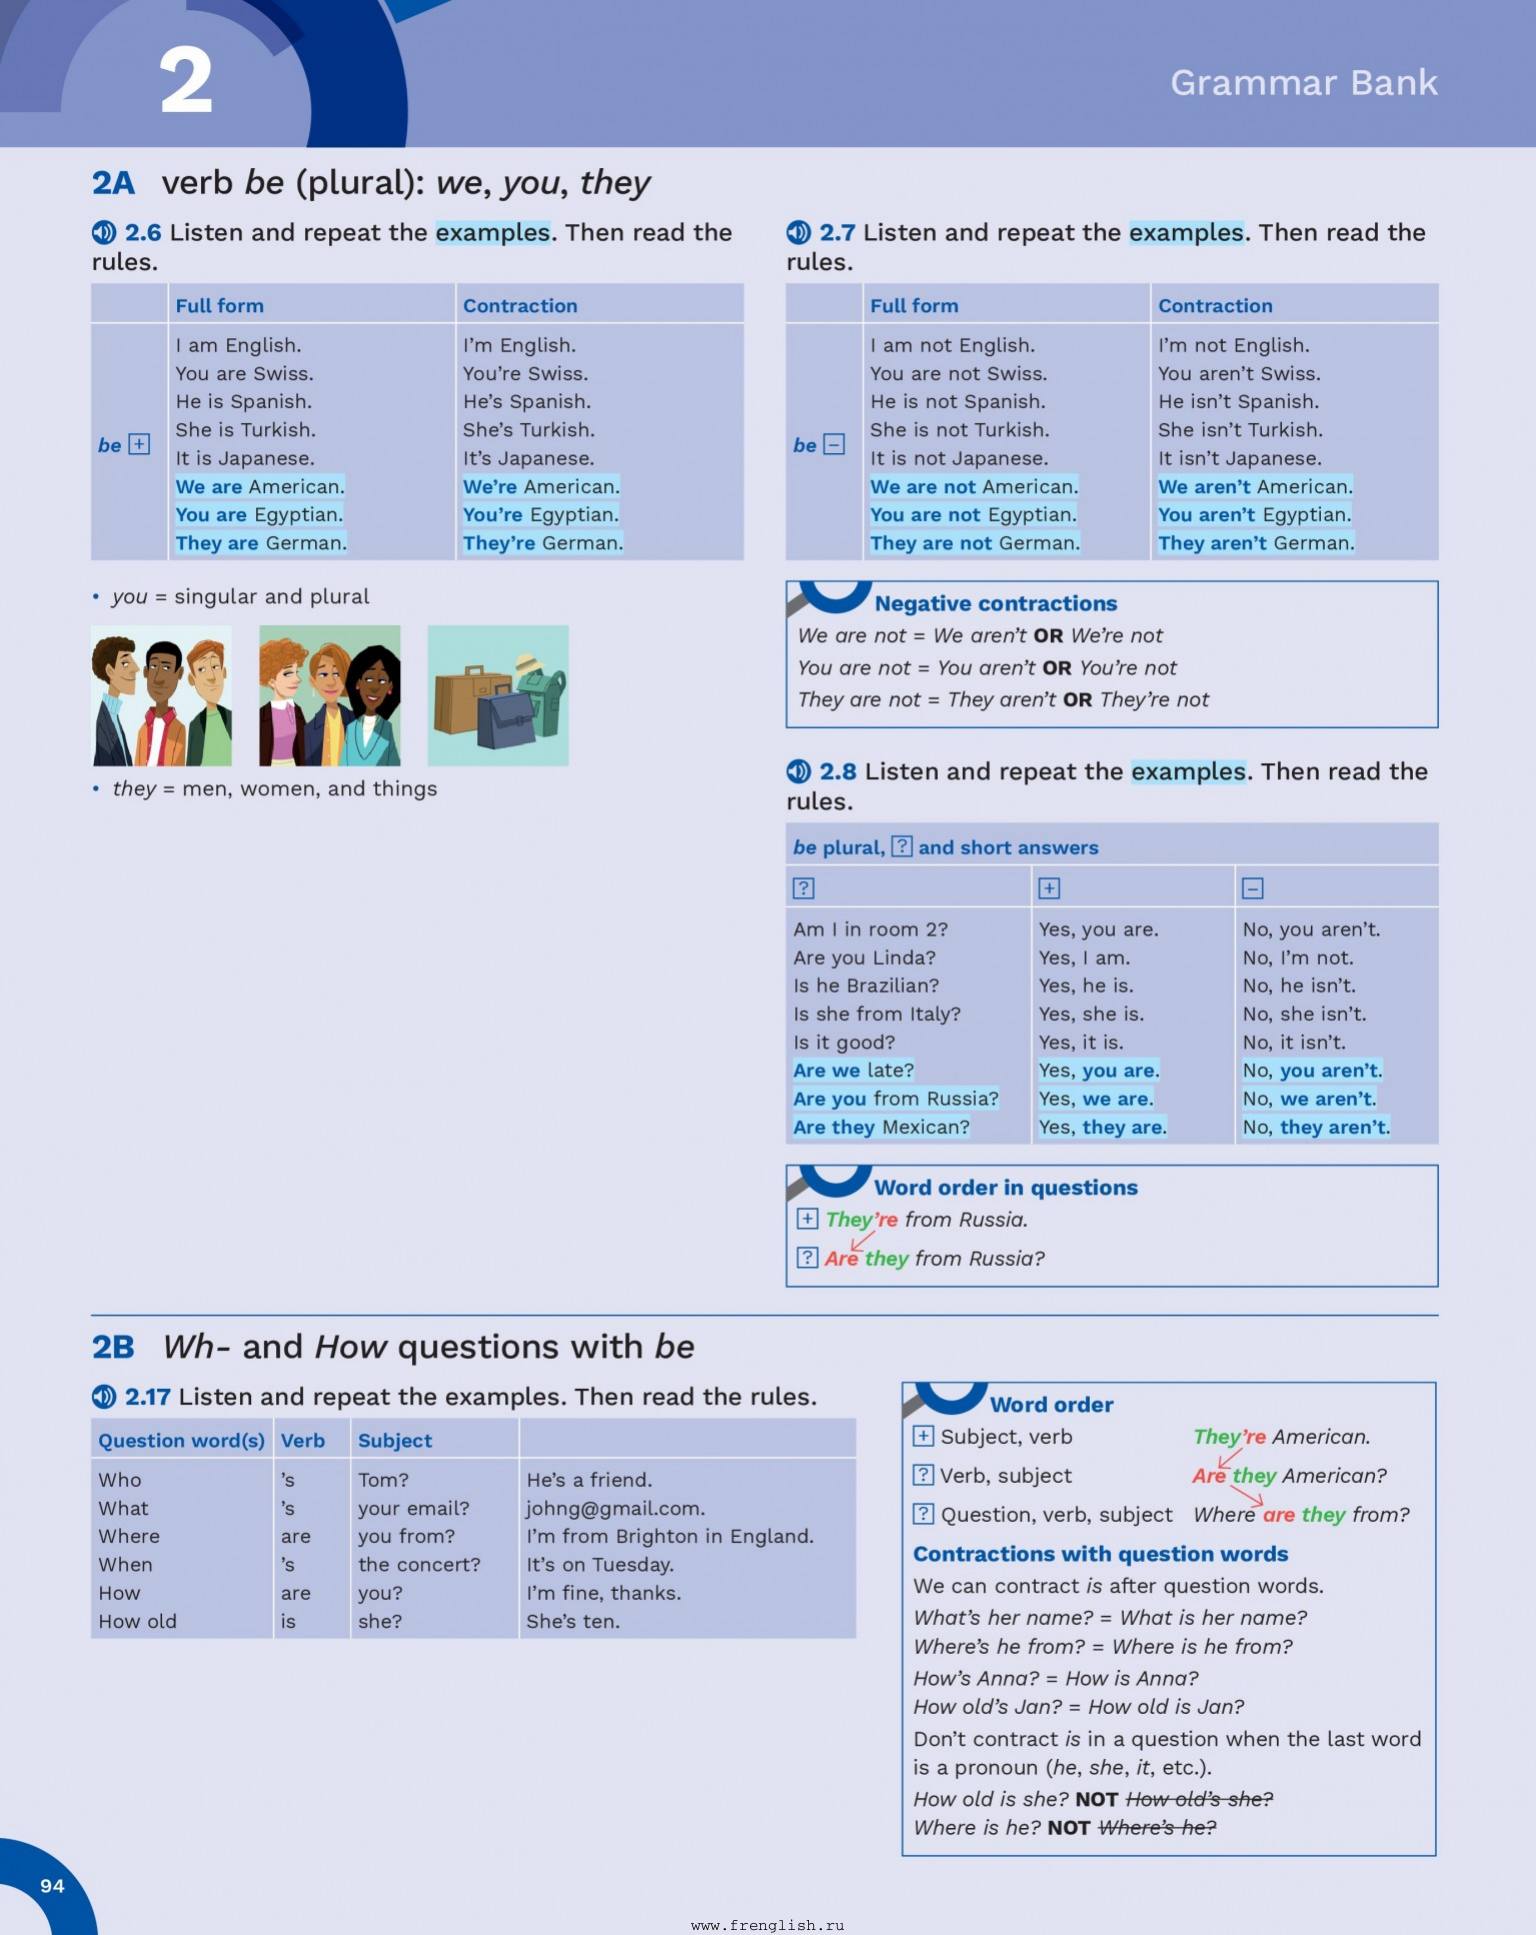 2
Grammar Bank
2A verb be (plural): we, you, they
2.6 Listen and repeat the examples. Then read the
rules.
Full form Contraction
be +
I am English. I'm English.
You are Swiss. You're Swiss.
He is Spanish. He's Spanish.
She is Turkish. She's Turkish.
It is Japanese. It's Japanese.
We are American. We're American.
You are Egyptian. You're Egyptian.
They are German. They're German.
• you = singular and plural
• they = men, women, and things
2.7 Listen and repeat the examples. Then read the
rules.
Full form Contraction
be −
I am not English. I'm not English.
You are not Swiss. You aren't Swiss.
He is not Spanish. He isn't Spanish.
She is not Turkish. She isn't Turkish.
It is not Japanese. It isn't Japanese.
We are not American. We aren't American.
You are not Egyptian. You aren't Egyptian.
They are not German. They aren't German.
Negative contractions
We are not = We aren't OR We're not
You are not = You aren't OR You're not
They are not = They aren't OR They're not
2.8 Listen and repeat the examples. Then read the
rules.
be plural, ? and short answers
? + −
Am I in room 2? Yes, you are. No, you aren't.
Are you Linda? Yes, I am. No, I'm not.
Is he Brazilian? Yes, he is. No, he isn't.
Is she from Italy? Yes, she is. No, she isn't.
Is it good? Yes, it is. No, it isn't.
Are we late? Yes, you are. No, you aren't.
Are you from Russia? Yes, we are. No, we aren't.
Are they Mexican? Yes, they are. No, they aren't.
Word order in questions
+ They're from Russia.
? Are they from Russia?
2B Wh- and How questions with be
2.17 Listen and repeat the examples. Then read the rules.
Question word(s) Verb Subject
Who 's Tom? He's a friend.
What 's your email? johng@gmail.com.
Where are you from? I'm from Brighton in England.
When 's the concert? It's on Tuesday.
How are you? I'm fine, thanks.
How old is she? She's ten.
Word order
+ Subject, verb They're American.
? Verb, subject Are they American?
? Question, verb, subject Where are they from?
Contractions with question words
We can contract is after question words.
What's her name? = What is her name?
Where's he from? = Where is he from?
How's Anna? = How is Anna?
How old's Jan? = How old is Jan?
Don't contract is in a question when the last word
is a pronoun (he, she, it, etc.).
How old is she? NOT How old's she?
Where is he? NOT Where's he?
94
www.frenglish.ru